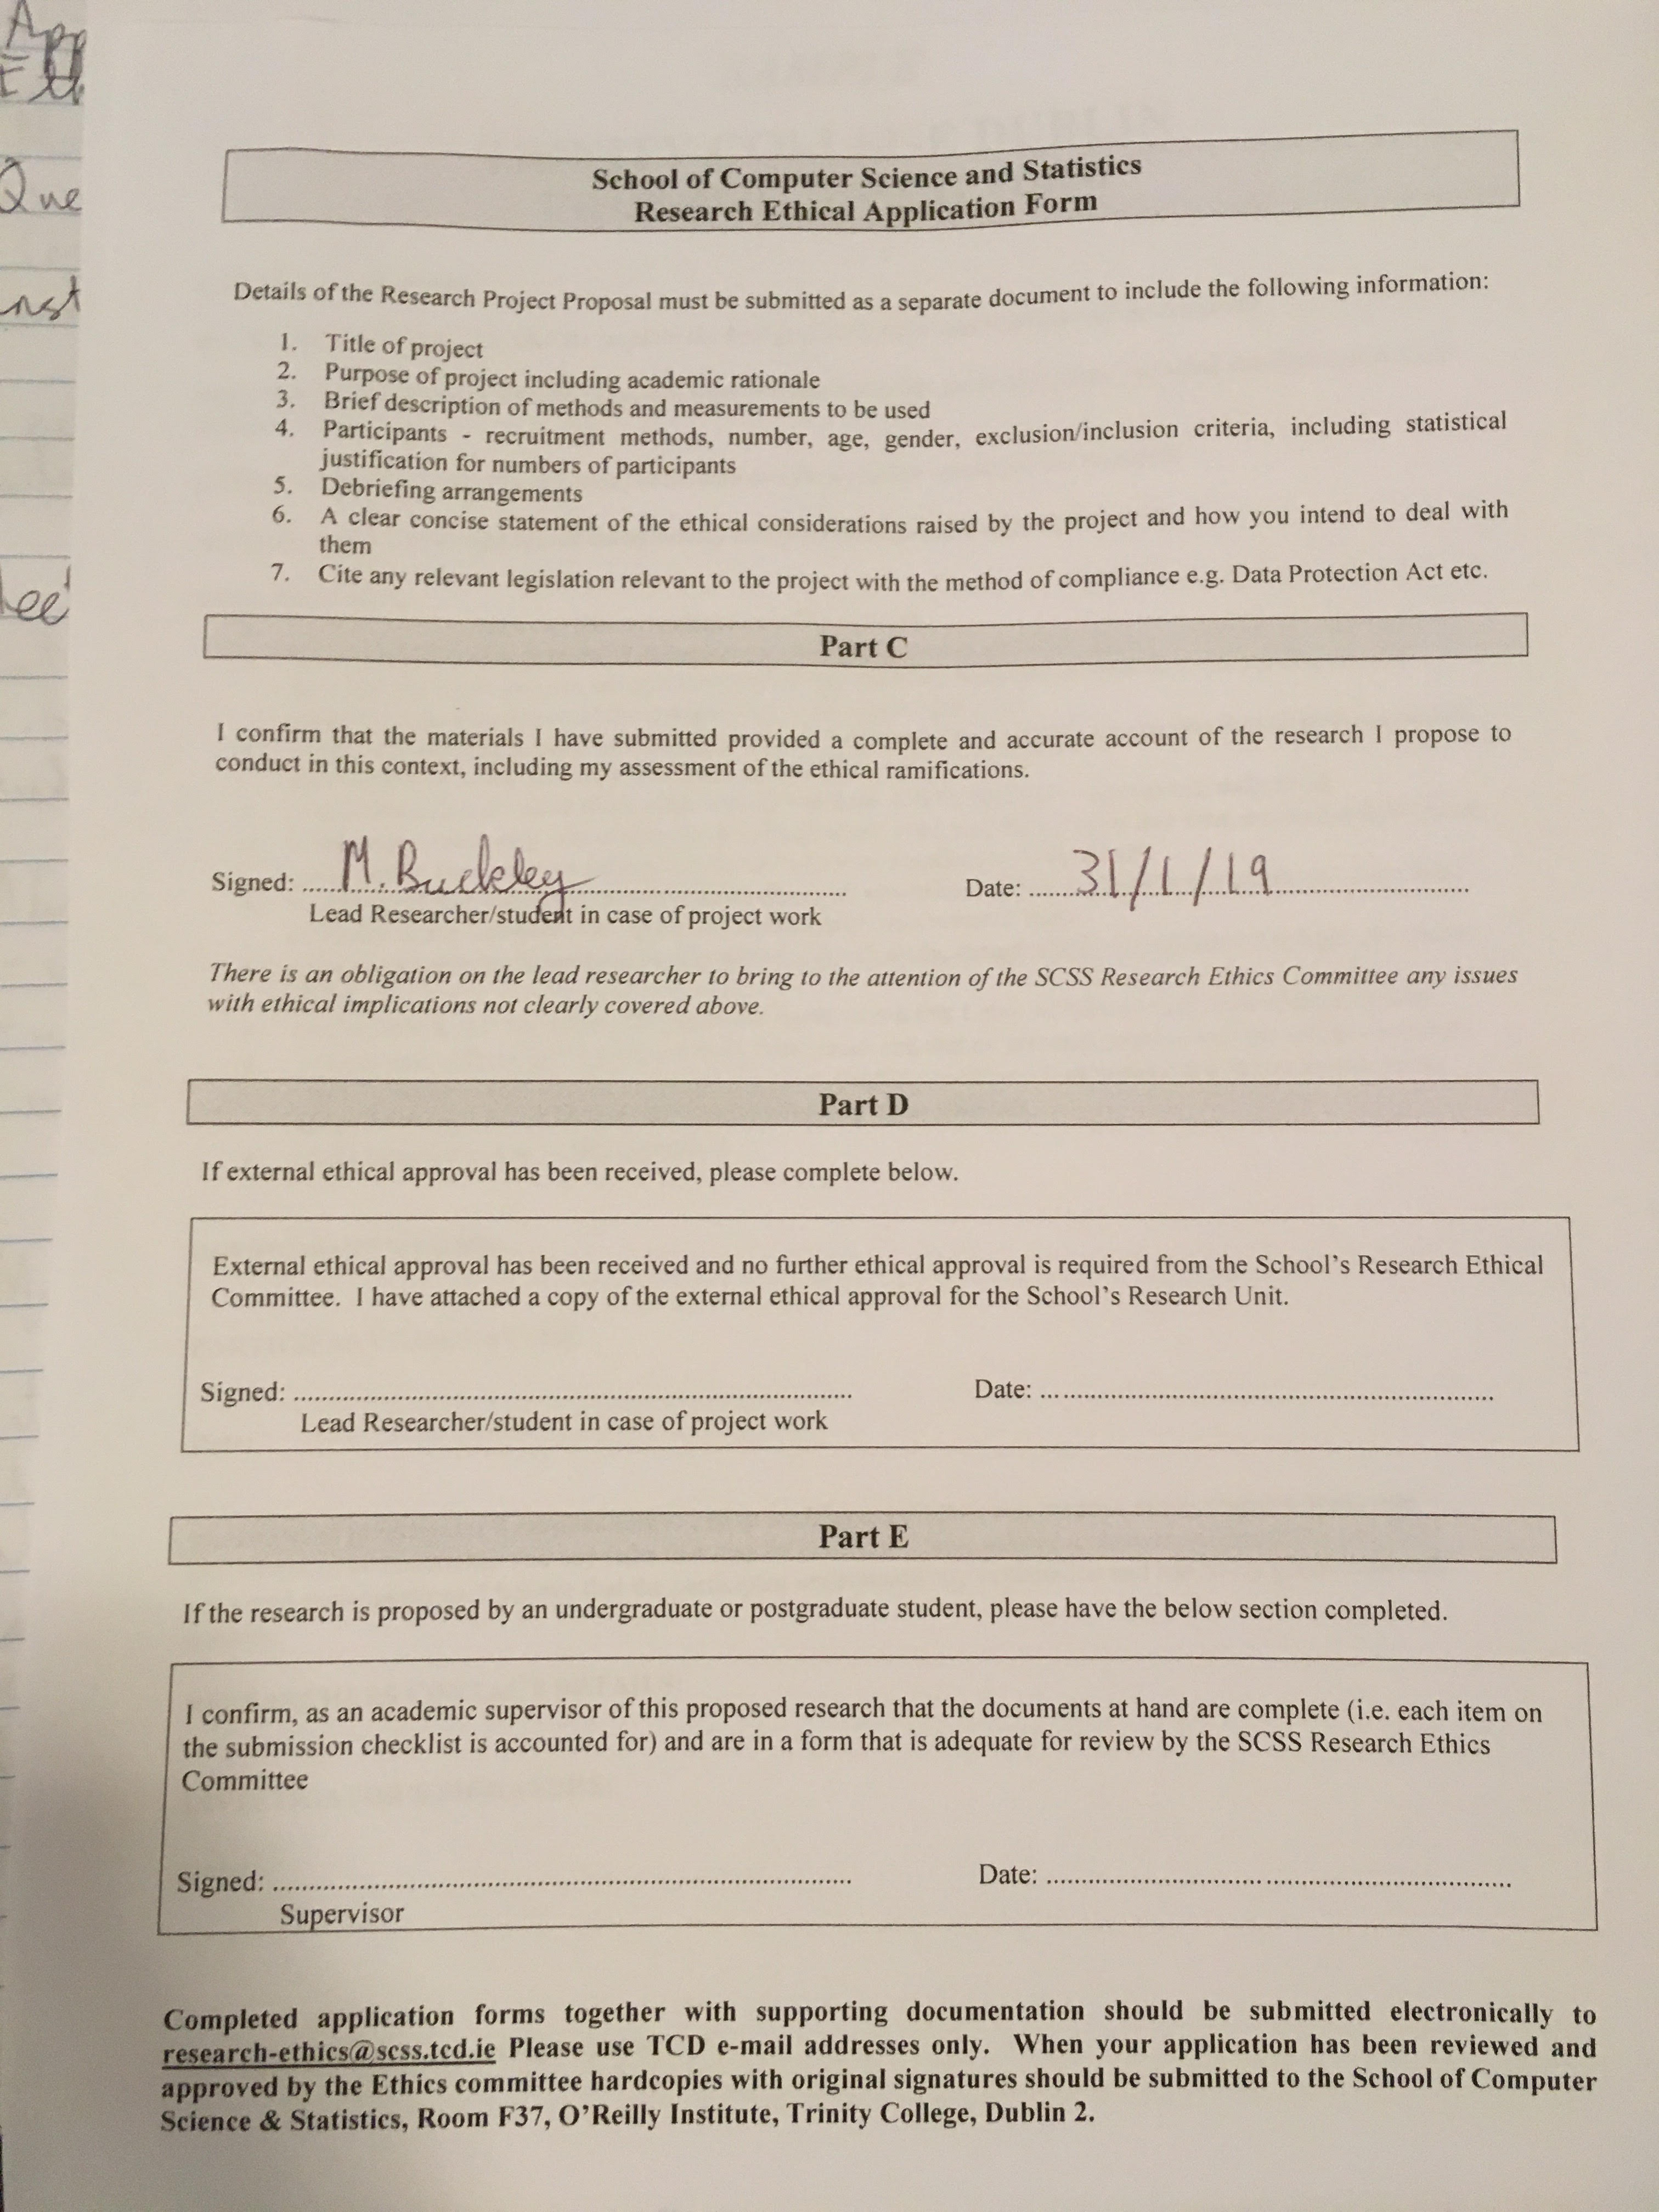 App
Que
nst
School of Computer Science and Statistics
Research Ethical Application Form
Details of the Research Project Proposal must be submitted as a separate document to include the following information:
1. Title of project
2. Purpose of project including academic rationale
3. Brief description of methods and measurements to be used
4. Participants - recruitment methods, number, age, gender, exclusion/inclusion criteria, including statistical
justification for numbers of participants
5. Debriefing arrangements
6. A clear concise statement of the ethical considerations raised by the project and how you intend to deal with
them
7. Cite any relevant legislation relevant to the project with the method of compliance e.g. Data Protection Act etc.
Part C
I confirm that the materials I have submitted provided a complete and accurate account of the research I propose to
conduct in this context, including my assessment of the ethical ramifications.
Signed: M. Buckley Date: 31/1/19
Lead Researcher/student in case of project work
There is an obligation on the lead researcher to bring to the attention of the SCSS Research Ethics Committee any issues
with ethical implications not clearly covered above.
Part D
If external ethical approval has been received, please complete below.
External ethical approval has been received and no further ethical approval is required from the School's Research Ethical
Committee. I have attached a copy of the external ethical approval for the School's Research Unit.
Signed: Date:
Lead Researcher/student in case of project work
Part E
If the research is proposed by an undergraduate or postgraduate student, please have the below section completed.
I confirm, as an academic supervisor of this proposed research that the documents at hand are complete (i.e. each item on
the submission checklist is accounted for) and are in a form that is adequate for review by the SCSS Research Ethics
Committee
Signed: Date:
Supervisor
Completed application forms together with supporting documentation should be submitted electronically to
research-ethics@scss.tcd.ie Please use TCD e-mail addresses only. When your application has been reviewed and
approved by the Ethics committee hardcopies with original signatures should be submitted to the School of Computer
Science & Statistics, Room F37, O'Reilly Institute, Trinity College, Dublin 2.